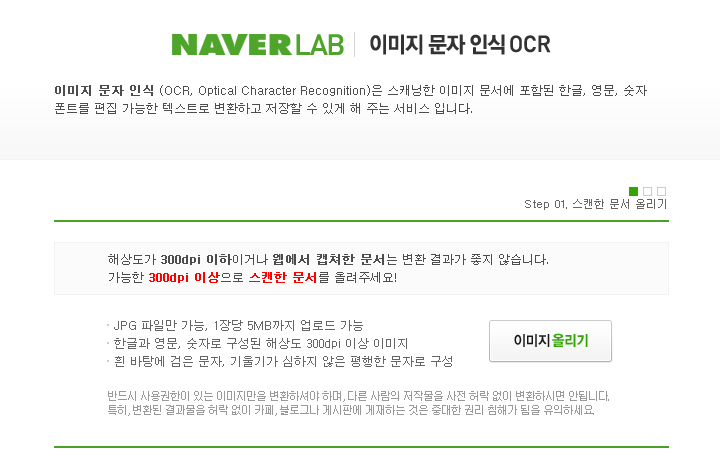 NAVER LAB 이미지 문자 인식 OCR
이미지 문자 인식 (OCR, Optical Character Recognition)은 스캐닝한 이미지 문서에 포함된 한글, 영문, 숫자
폰트를 편집 가능한 텍스트로 변환하고 저장할 수 있게 해 주는 서비스 입니다.
Step 01, 스캔한 문서 올리기
해상도가 300dpi 이하이거나 웹에서 캡쳐한 문서는 변환 결과가 좋지 않습니다.
가능한 300dpi 이상으로 스캔한 문서를 올려주세요!
· JPG 파일만 가능, 1장당 5MB까지 업로드 가능
· 한글과 영문, 숫자로 구성된 해상도 300dpi 이상 이미지
· 흰 바탕에 검은 문자, 기울기가 심하지 않은 평행한 문자로 구성
이미지올리기
반드시 사용권한이 있는 이미지만을 변환하셔야 하며, 다른 사람의 저작물을 사전 허락 없이 변환하시면 안됩니다.
특히, 변환된 결과물을 허락 없이 카페, 블로그나 게시판에 게재하는 것은 중대한 권리 침해가 됨을 유의하세요.